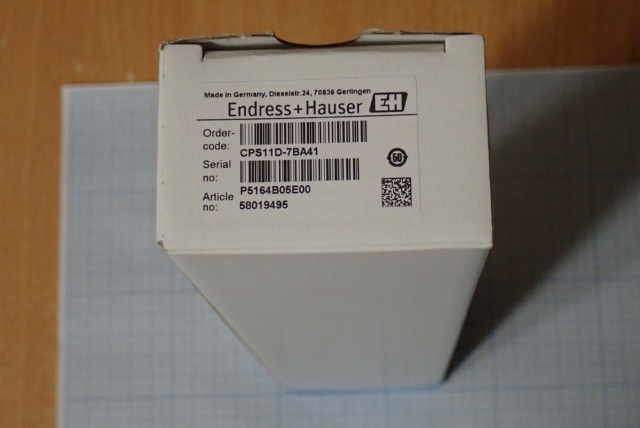 Made in Germany, Dieselstr.24, 70839 Gerlingen
Endress+Hauser EH
Order-
code: CPS11D-7BA41
Serial
no: P5164B05E00
Article
no: 58019495